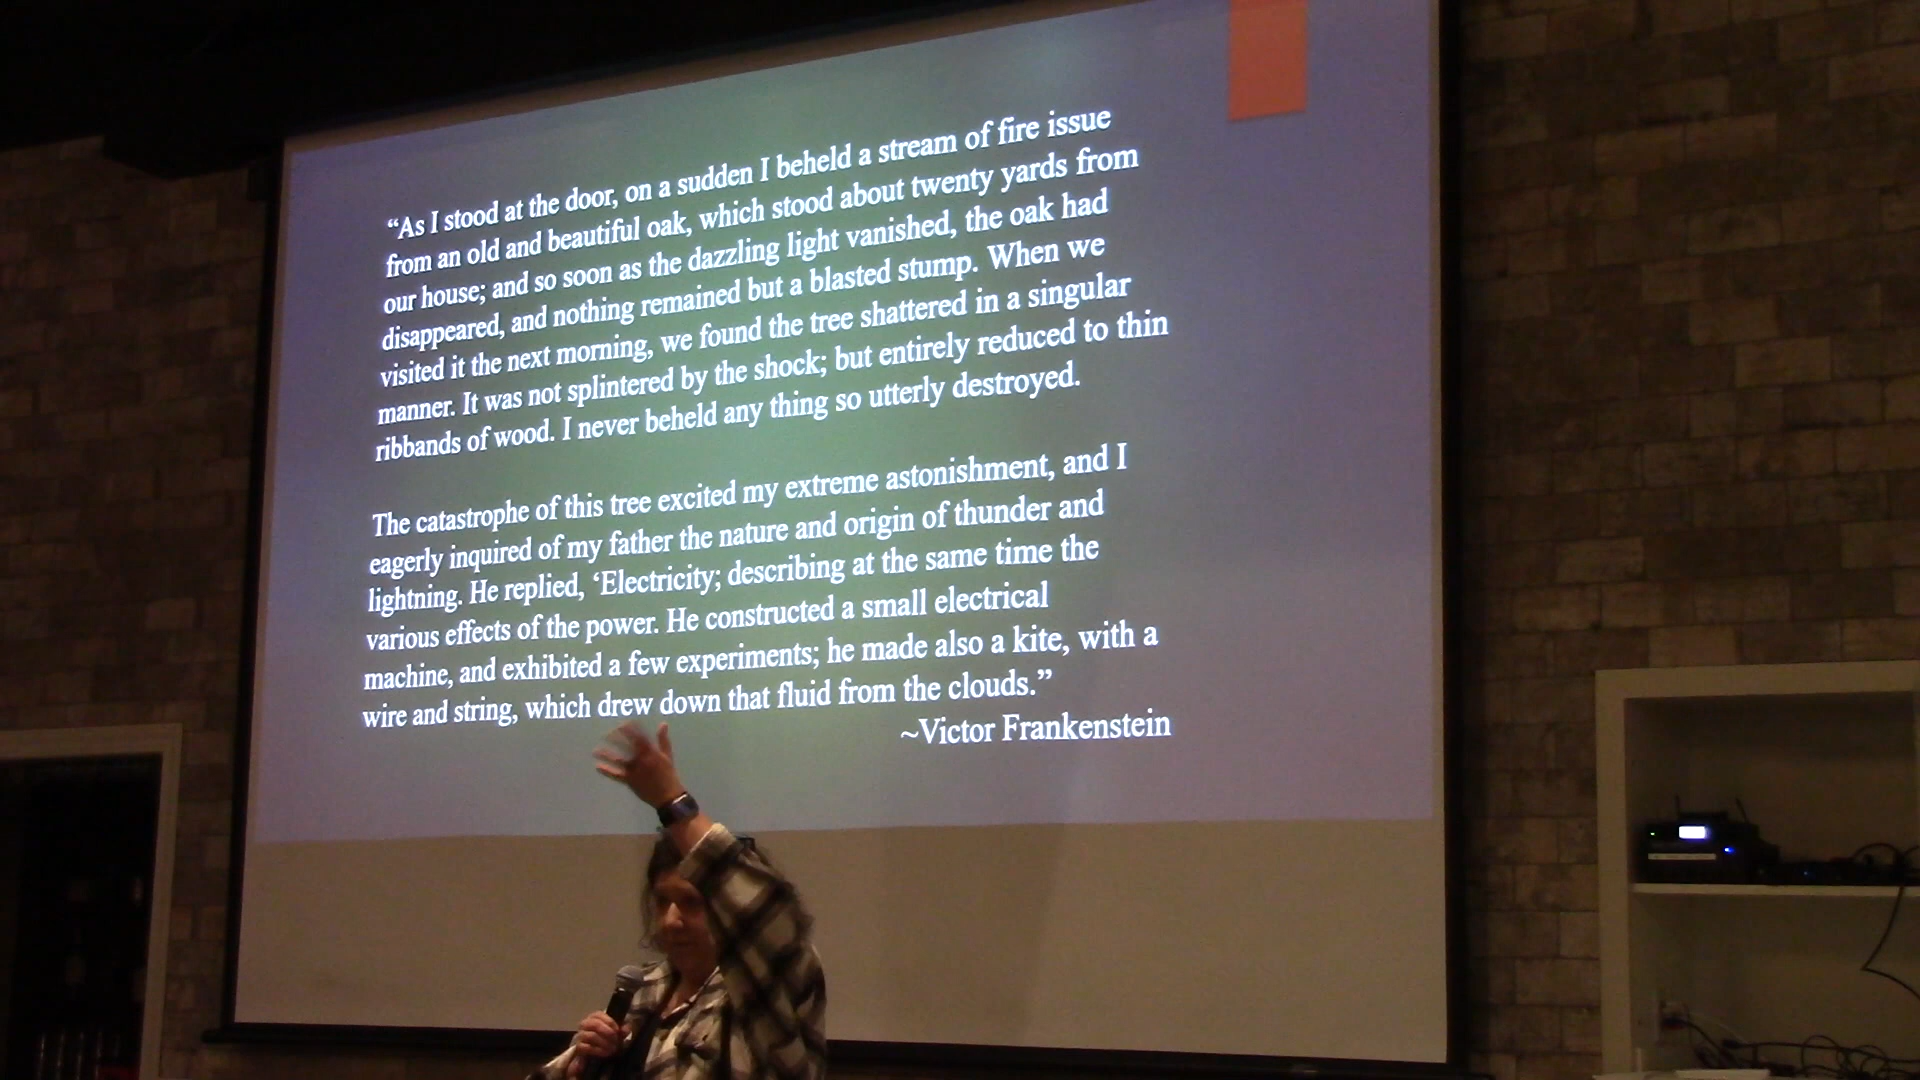 “As I stood at the door, on a sudden I beheld a stream of fire issue
from an old and beautiful oak, which stood about twenty yards from
our house; and so soon as the dazzling light vanished, the oak had
disappeared, and nothing remained but a blasted stump. When we
visited it the next morning, we found the tree shattered in a singular
manner. It was not splintered by the shock; but entirely reduced to thin
ribbands of wood. I never beheld any thing so utterly destroyed.
The catastrophe of this tree excited my extreme astonishment, and I
eagerly inquired of my father the nature and origin of thunder and
lightning. He replied, ‘Electricity; describing at the same time the
various effects of the power. He constructed a small electrical
machine, and exhibited a few experiments; he made also a kite, with a
wire and string, which drew down that fluid from the clouds.”
~Victor Frankenstein